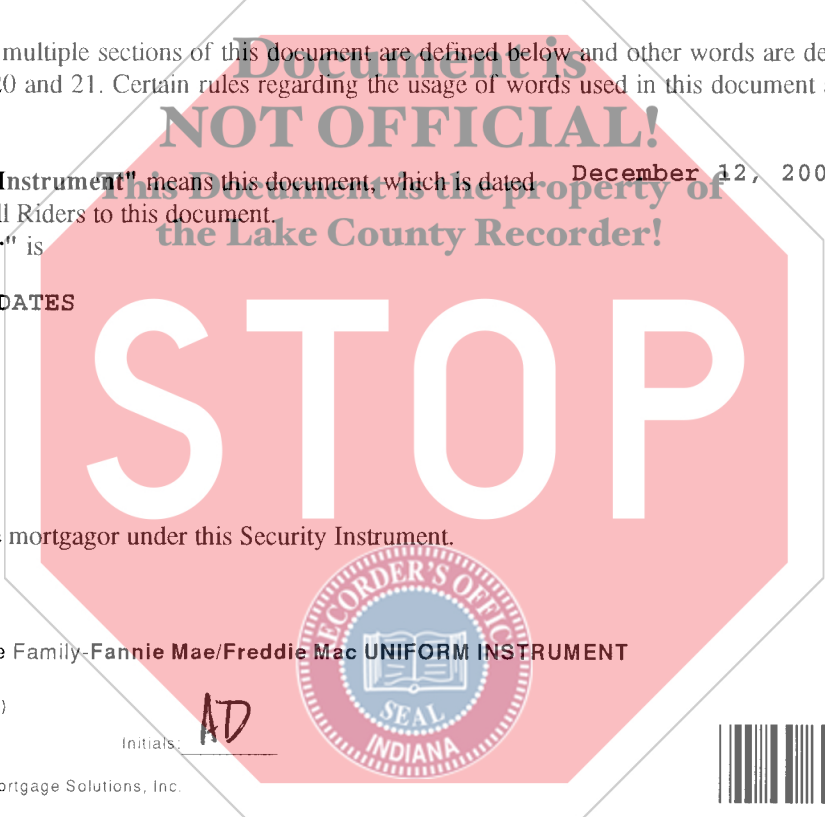 Document is
multiple sections of this document are defined below and other words are de
20 and 21. Certain rules regarding the usage of words used in this document
NOT OFFICIAL!
Instrument" means this document, which is dated December 12, 200
This Document is the property of
ll Riders to this document.
the Lake County Recorder!
" is
DATES
STOP
mortgagor under this Security Instrument.
RECORDER'S OFFIC
e Family-Fannie Mae/Freddie Mac UNIFORM INSTRUMENT
)
SEAL
INDIANA
Initials: AD
ortgage Solutions, Inc.